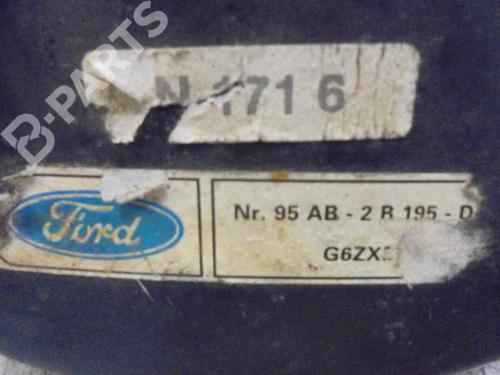 N 171 6
Ford
Nr. 95 AB - 2 B 195 - D
G6ZX
B-PARTS